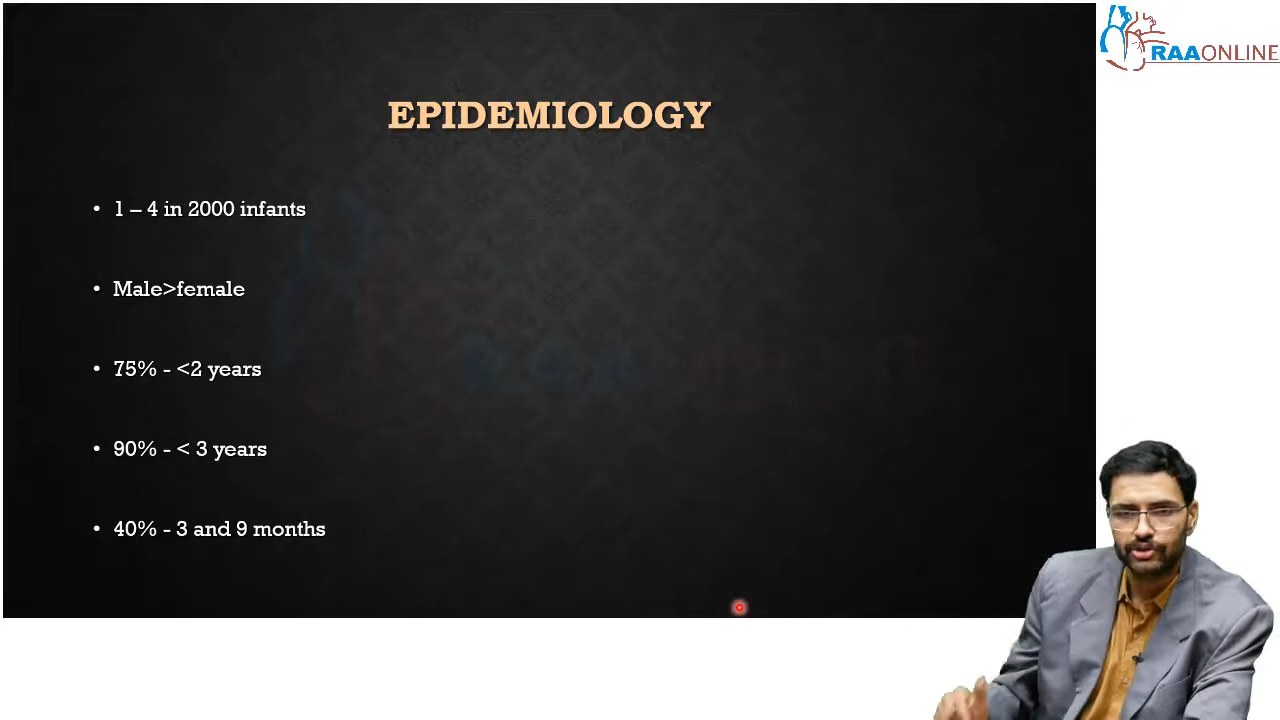 RAAONLINE
EPIDEMIOLOGY
• 1 – 4 in 2000 infants
• Male>female
• 75% - <2 years
• 90% - < 3 years
• 40% - 3 and 9 months